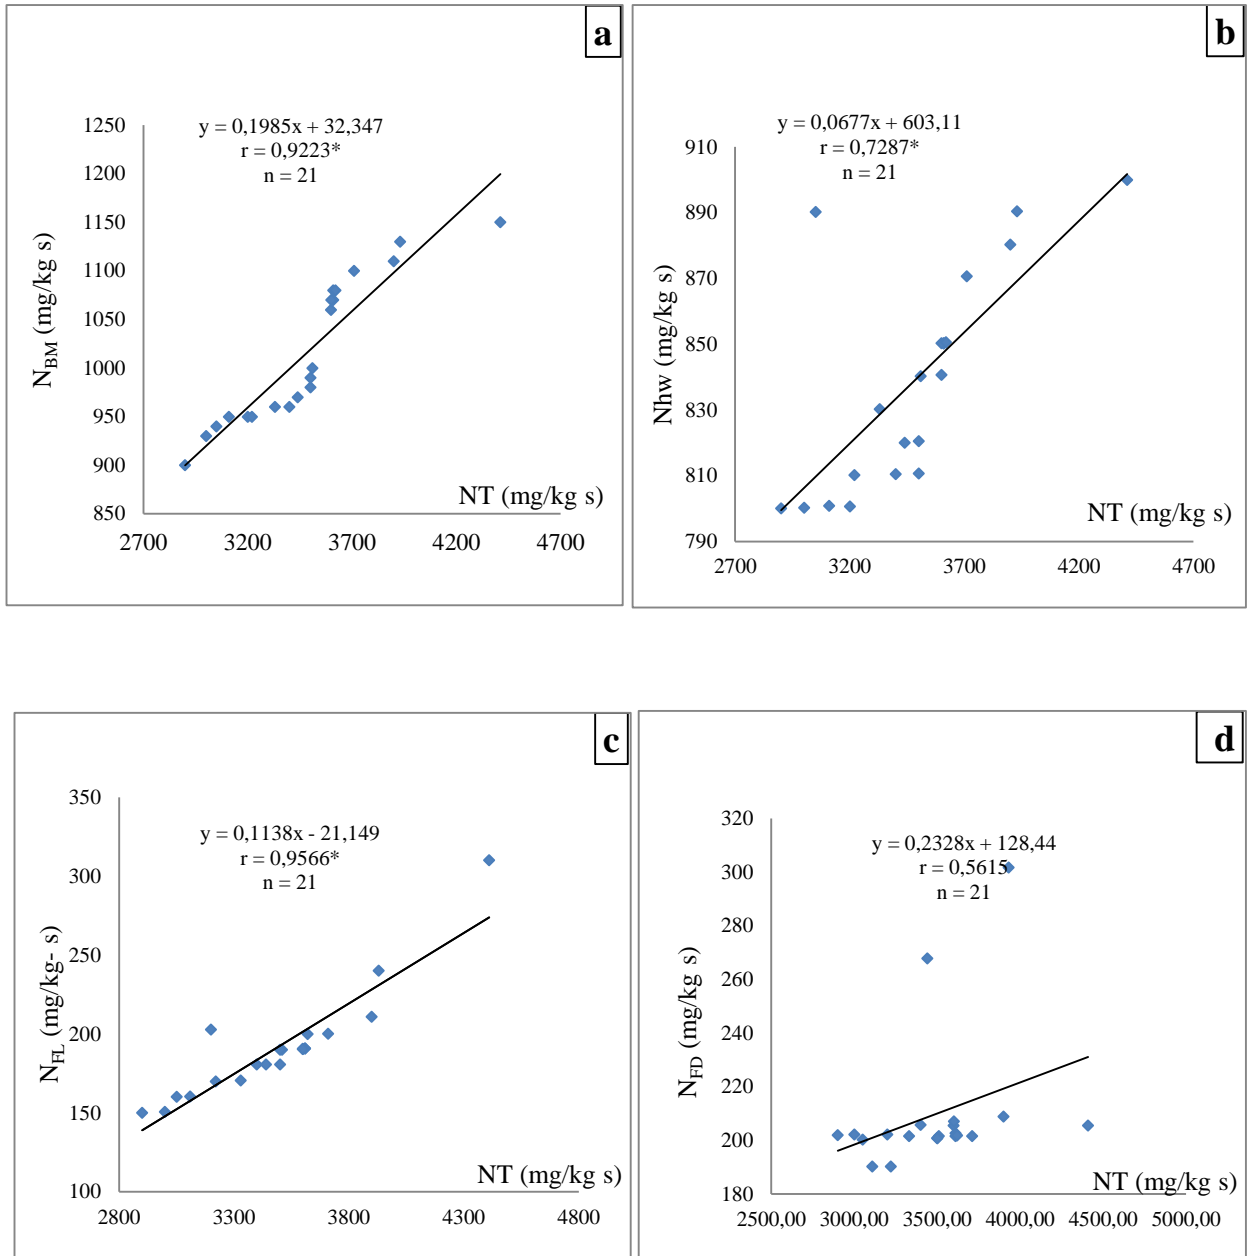 a
y = 0,1985x + 32,347
r = 0,9223*
n = 21
1250
1200
1150
1100
1050
1000
950
900
850
N_BM (mg/kg s)
NT (mg/kg s)
2700 3200 3700 4200 4700
b
y = 0,0677x + 603,11
r = 0,7287*
n = 21
910
890
870
850
830
810
790
Nhw (mg/kg s)
NT (mg/kg s)
2700 3200 3700 4200 4700
c
y = 0,1138x - 21,149
r = 0,9566*
n = 21
350
300
250
200
150
100
N_FL (mg/kg- s)
NT (mg/kg s)
2800 3300 3800 4300 4800
d
y = 0,2328x + 128,44
r = 0,5615
n = 21
320
300
280
260
240
220
200
180
N_FD (mg/kg s)
NT (mg/kg s)
2500,00 3000,00 3500,00 4000,00 4500,00 5000,00